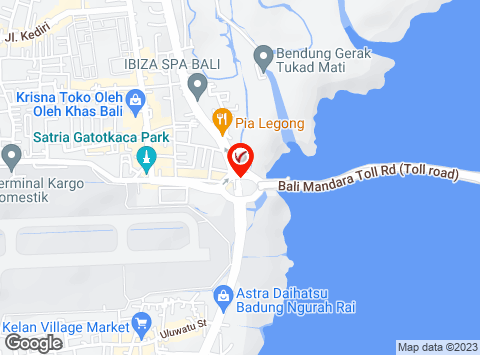 Jl. Kediri
IBIZA SPA BALI
Bendung Gerak
Tukad Mati
Krisna Toko Oleh
Oleh Khas Bali
Pia Legong
Satria Gatotkaca Park
erminal Kargo
omestik
Bali Mandara Toll Rd (Toll road)
Astra Daihatsu
Badung Ngurah Rai
Kelan Village Market
Uluwatu St
Google
Map data ©2023